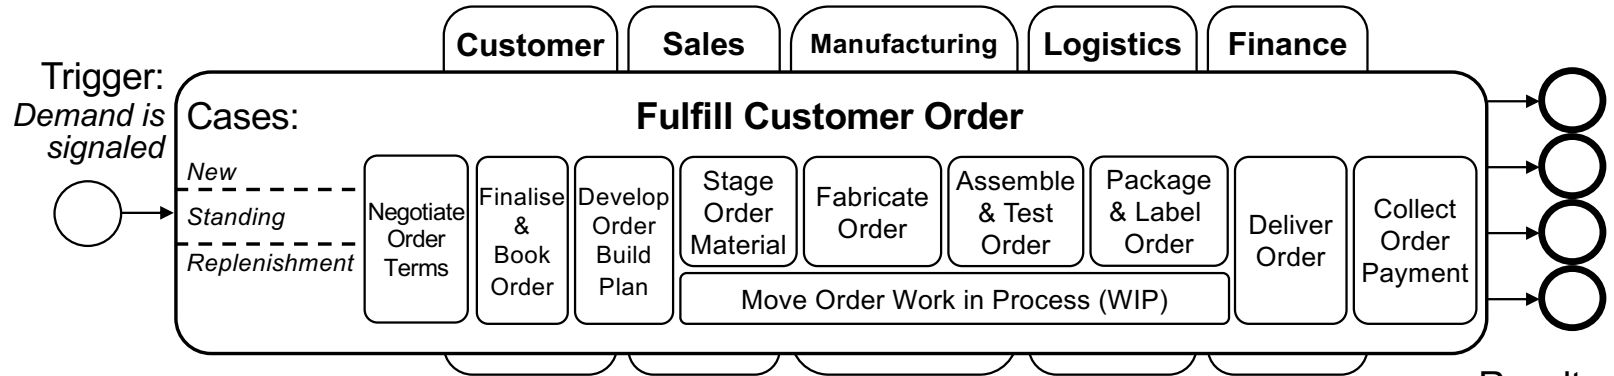 Customer
Sales
Manufacturing
Logistics
Finance
Trigger:
Demand is
signaled
Cases:
Fulfill Customer Order
New
Standing
Replenishment
Negotiate
Order
Terms
Finalise
&
Book
Order
Develop
Order
Build
Plan
Stage
Order
Material
Fabricate
Order
Assemble
& Test
Order
Package
& Label
Order
Move Order Work in Process (WIP)
Deliver
Order
Collect
Order
Payment